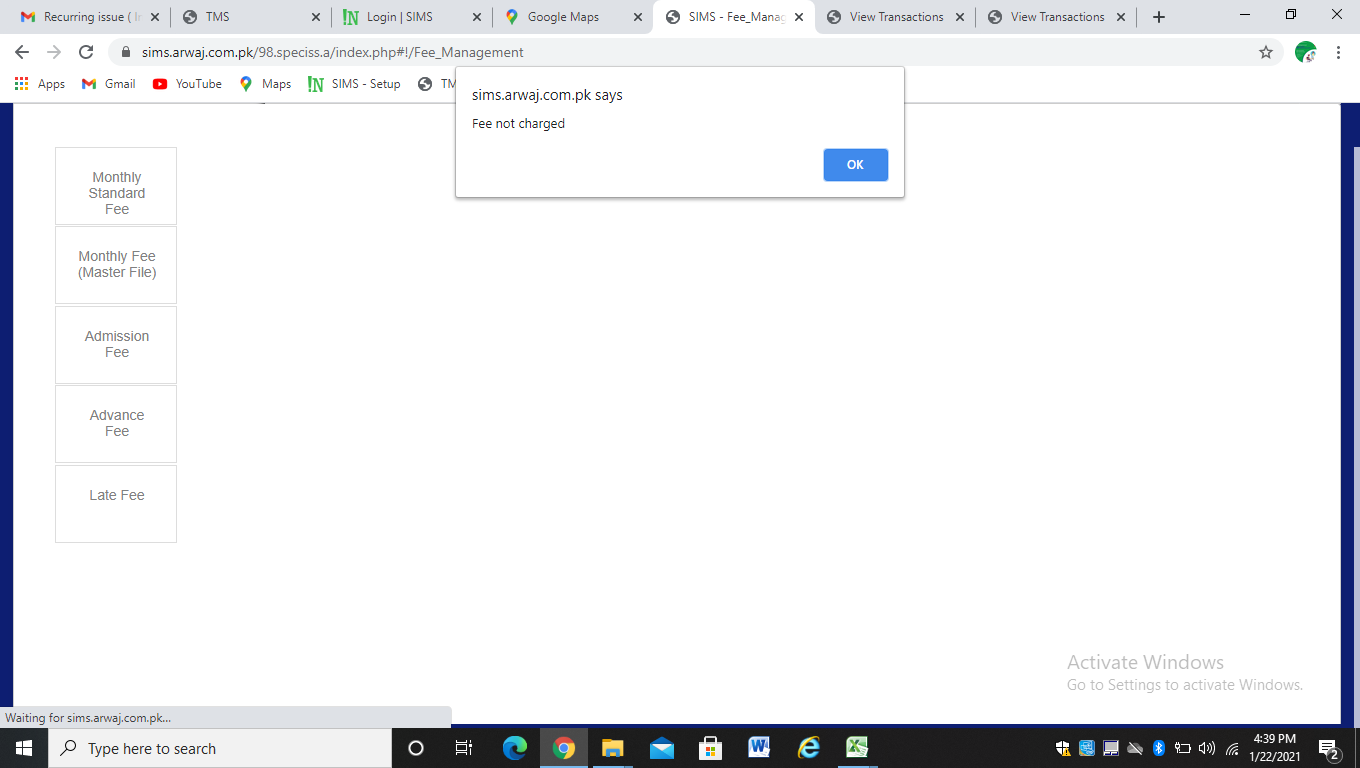 Recurring issue ( In
TMS
Login | SIMS
Google Maps
SIMS - Fee_Manag
View Transactions
View Transactions
sims.arwaj.com.pk/98.speciss.a/index.php#!/Fee_Management
Apps
Gmail
YouTube
Maps
SIMS - Setup
TM
sims.arwaj.com.pk says
Fee not charged
OK
Monthly
Standard
Fee
Monthly Fee
(Master File)
Admission
Fee
Advance
Fee
Late Fee
Activate Windows
Go to Settings to activate Windows.
Waiting for sims.arwaj.com.pk...
Type here to search
4:39 PM
1/22/2021
2